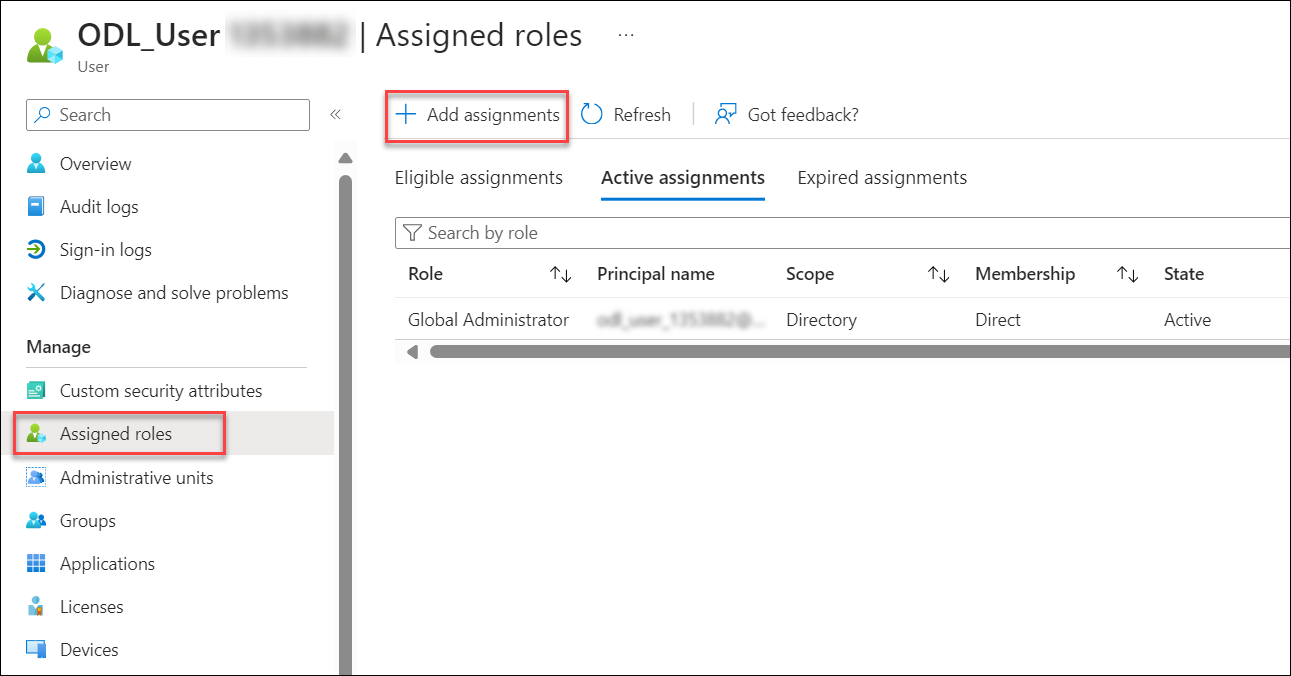 ODL_User | Assigned roles ...
User
Search «
Overview
Audit logs
Sign-in logs
Diagnose and solve problems
Manage
Custom security attributes
Assigned roles
Administrative units
Groups
Applications
Licenses
Devices
+ Add assignments Refresh | Got feedback?
Eligible assignments Active assignments Expired assignments
Search by role
Role ↑↓ Principal name Scope ↑↓ Membership ↑↓ State
Global Administrator Directory Direct Active